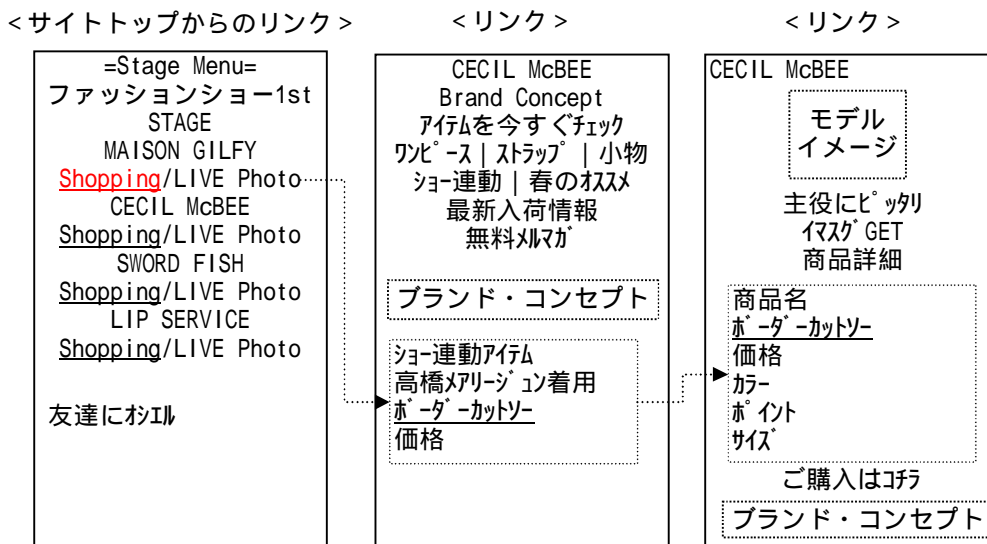 <サイトトップからのリンク>
=Stage Menu=
ファッションショー1st
STAGE
MAISON GILFY
Shopping/LIVE Photo
CECIL McBEE
Shopping/LIVE Photo
SWORD FISH
Shopping/LIVE Photo
LIP SERVICE
Shopping/LIVE Photo
友達にｵｼｴﾙ
<リンク>
CECIL McBEE
Brand Concept
ｱｲﾃﾑを今すぐﾁｪｯｸ
ﾜﾝﾋﾟｰｽ|ｽﾄﾗｯﾌﾟ|小物
ｼｮｰ連動|春のｵｽｽﾒ
最新入荷情報
無料ﾒﾙﾏｶﾞ
ブランド・コンセプト
ｼｮｰ連動ｱｲﾃﾑ
高橋ﾒｱﾘｰｼﾞｭﾝ着用
ﾎﾞｰﾀﾞｰｶｯﾄｿｰ
価格
<リンク>
CECIL McBEE
モデル
イメージ
主役にﾋﾟｯﾀﾘ
ｲﾏｽｸﾞGET
商品詳細
商品名
ﾎﾞｰﾀﾞｰｶｯﾄｿｰ
価格
ｶﾗｰ
ﾎﾟｲﾝﾄ
ｻｲｽﾞ
ご購入はｺﾁﾗ
ブランド・コンセプト